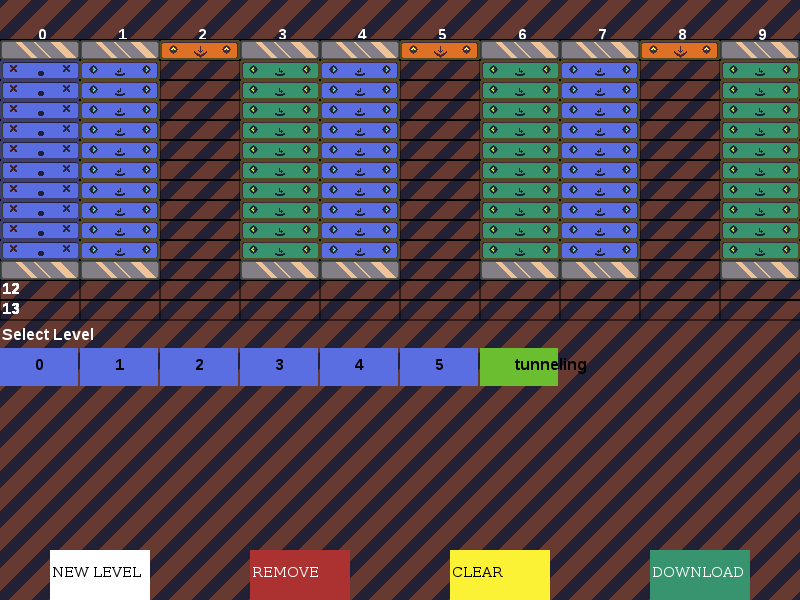 0 1 2 3 4 5 6 7 8 9
12
13
Select Level
0 1 2 3 4 5 tunneling
NEW LEVEL REMOVE CLEAR DOWNLOAD